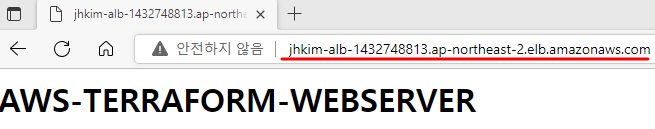 jhkim-alb-1432748813.ap-northe
안전하지 않음
jhkim-alb-1432748813.ap-northeast-2.elb.amazonaws.com
AWS-TERRAFORM-WEBSERVER